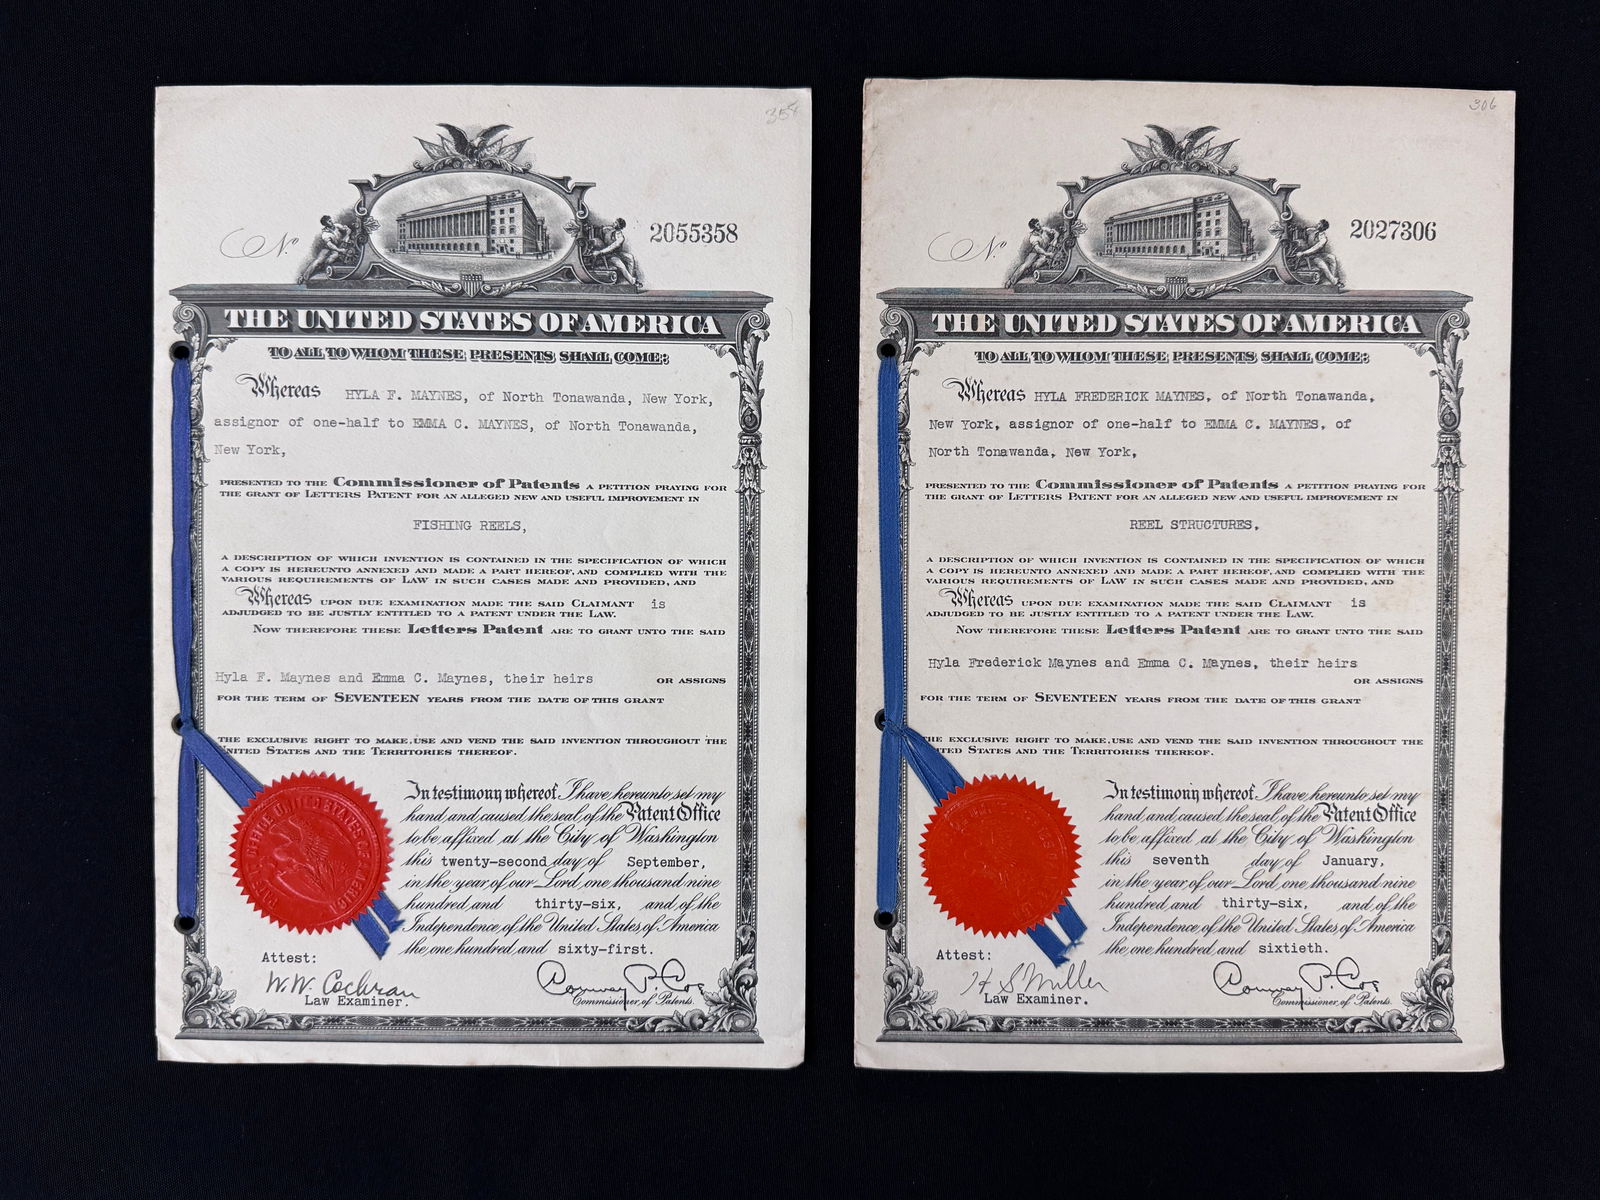 358
No.
2055358
THE UNITED STATES OF AMERICA
TO ALL TO WHOM THESE PRESENTS SHALL COME:
Whereas HYLA F. MAYNES, of North Tonawanda, New York,
assignor of one-half to EMMA C. MAYNES, of North Tonawanda,
New York,
PRESENTED TO THE Commissioner of Patents A PETITION PRAYING FOR
THE GRANT OF LETTERS PATENT FOR AN ALLEGED NEW AND USEFUL IMPROVEMENT IN
FISHING REELS,
A DESCRIPTION OF WHICH INVENTION IS CONTAINED IN THE SPECIFICATION OF WHICH
A COPY IS HEREUNTO ANNEXED AND MADE A PART HEREOF, AND COMPLIED WITH THE
VARIOUS REQUIREMENTS OF LAW IN SUCH CASES MADE AND PROVIDED, AND
Whereas UPON DUE EXAMINATION MADE THE SAID CLAIMANT is
ADJUDGED TO BE JUSTLY ENTITLED TO A PATENT UNDER THE LAW.
NOW THEREFORE THESE Letters Patent ARE TO GRANT UNTO THE SAID
Hyla F. Maynes and Emma C. Maynes, their heirs OR ASSIGNS
FOR THE TERM OF SEVENTEEN YEARS FROM THE DATE OF THIS GRANT
THE EXCLUSIVE RIGHT TO MAKE, USE AND VEND THE SAID INVENTION THROUGHOUT THE
UNITED STATES AND THE TERRITORIES THEREOF.
In testimony whereof, I have hereunto set my
hand and caused the seal of the Patent Office
to be affixed at the City of Washington
this twenty-second day of September,
in the year of our Lord one thousand nine
hundred and thirty-six, and of the
Independence of the United States of America
the one hundred and sixty-first.
Attest:
W. W. Cochran
Law Examiner.
Conway P. Coe
Commissioner of Patents.
PATENT OFFICE UNITED STATES OF AMERICA
306
No.
2027306
THE UNITED STATES OF AMERICA
TO ALL TO WHOM THESE PRESENTS SHALL COME:
Whereas HYLA FREDERICK MAYNES, of North Tonawanda,
New York, assignor of one-half to EMMA C. MAYNES, of
North Tonawanda, New York,
PRESENTED TO THE Commissioner of Patents A PETITION PRAYING FOR
THE GRANT OF LETTERS PATENT FOR AN ALLEGED NEW AND USEFUL IMPROVEMENT IN
REEL STRUCTURES,
A DESCRIPTION OF WHICH INVENTION IS CONTAINED IN THE SPECIFICATION OF WHICH
A COPY IS HEREUNTO ANNEXED AND MADE A PART HEREOF, AND COMPLIED WITH THE
VARIOUS REQUIREMENTS OF LAW IN SUCH CASES MADE AND PROVIDED, AND
Whereas UPON DUE EXAMINATION MADE THE SAID CLAIMANT is
ADJUDGED TO BE JUSTLY ENTITLED TO A PATENT UNDER THE LAW.
NOW THEREFORE THESE Letters Patent ARE TO GRANT UNTO THE SAID
Hyla Frederick Maynes and Emma C. Maynes, their heirs
OR ASSIGNS
FOR THE TERM OF SEVENTEEN YEARS FROM THE DATE OF THIS GRANT
THE EXCLUSIVE RIGHT TO MAKE, USE AND VEND THE SAID INVENTION THROUGHOUT THE
UNITED STATES AND THE TERRITORIES THEREOF.
In testimony whereof, I have hereunto set my
hand and caused the seal of the Patent Office
to be affixed at the City of Washington
this seventh day of January,
in the year of our Lord one thousand nine
hundred and thirty-six, and of the
Independence of the United States of America
the one hundred and sixtieth.
Attest:
H S Miller
Law Examiner.
Conway P. Coe
Commissioner of Patents.